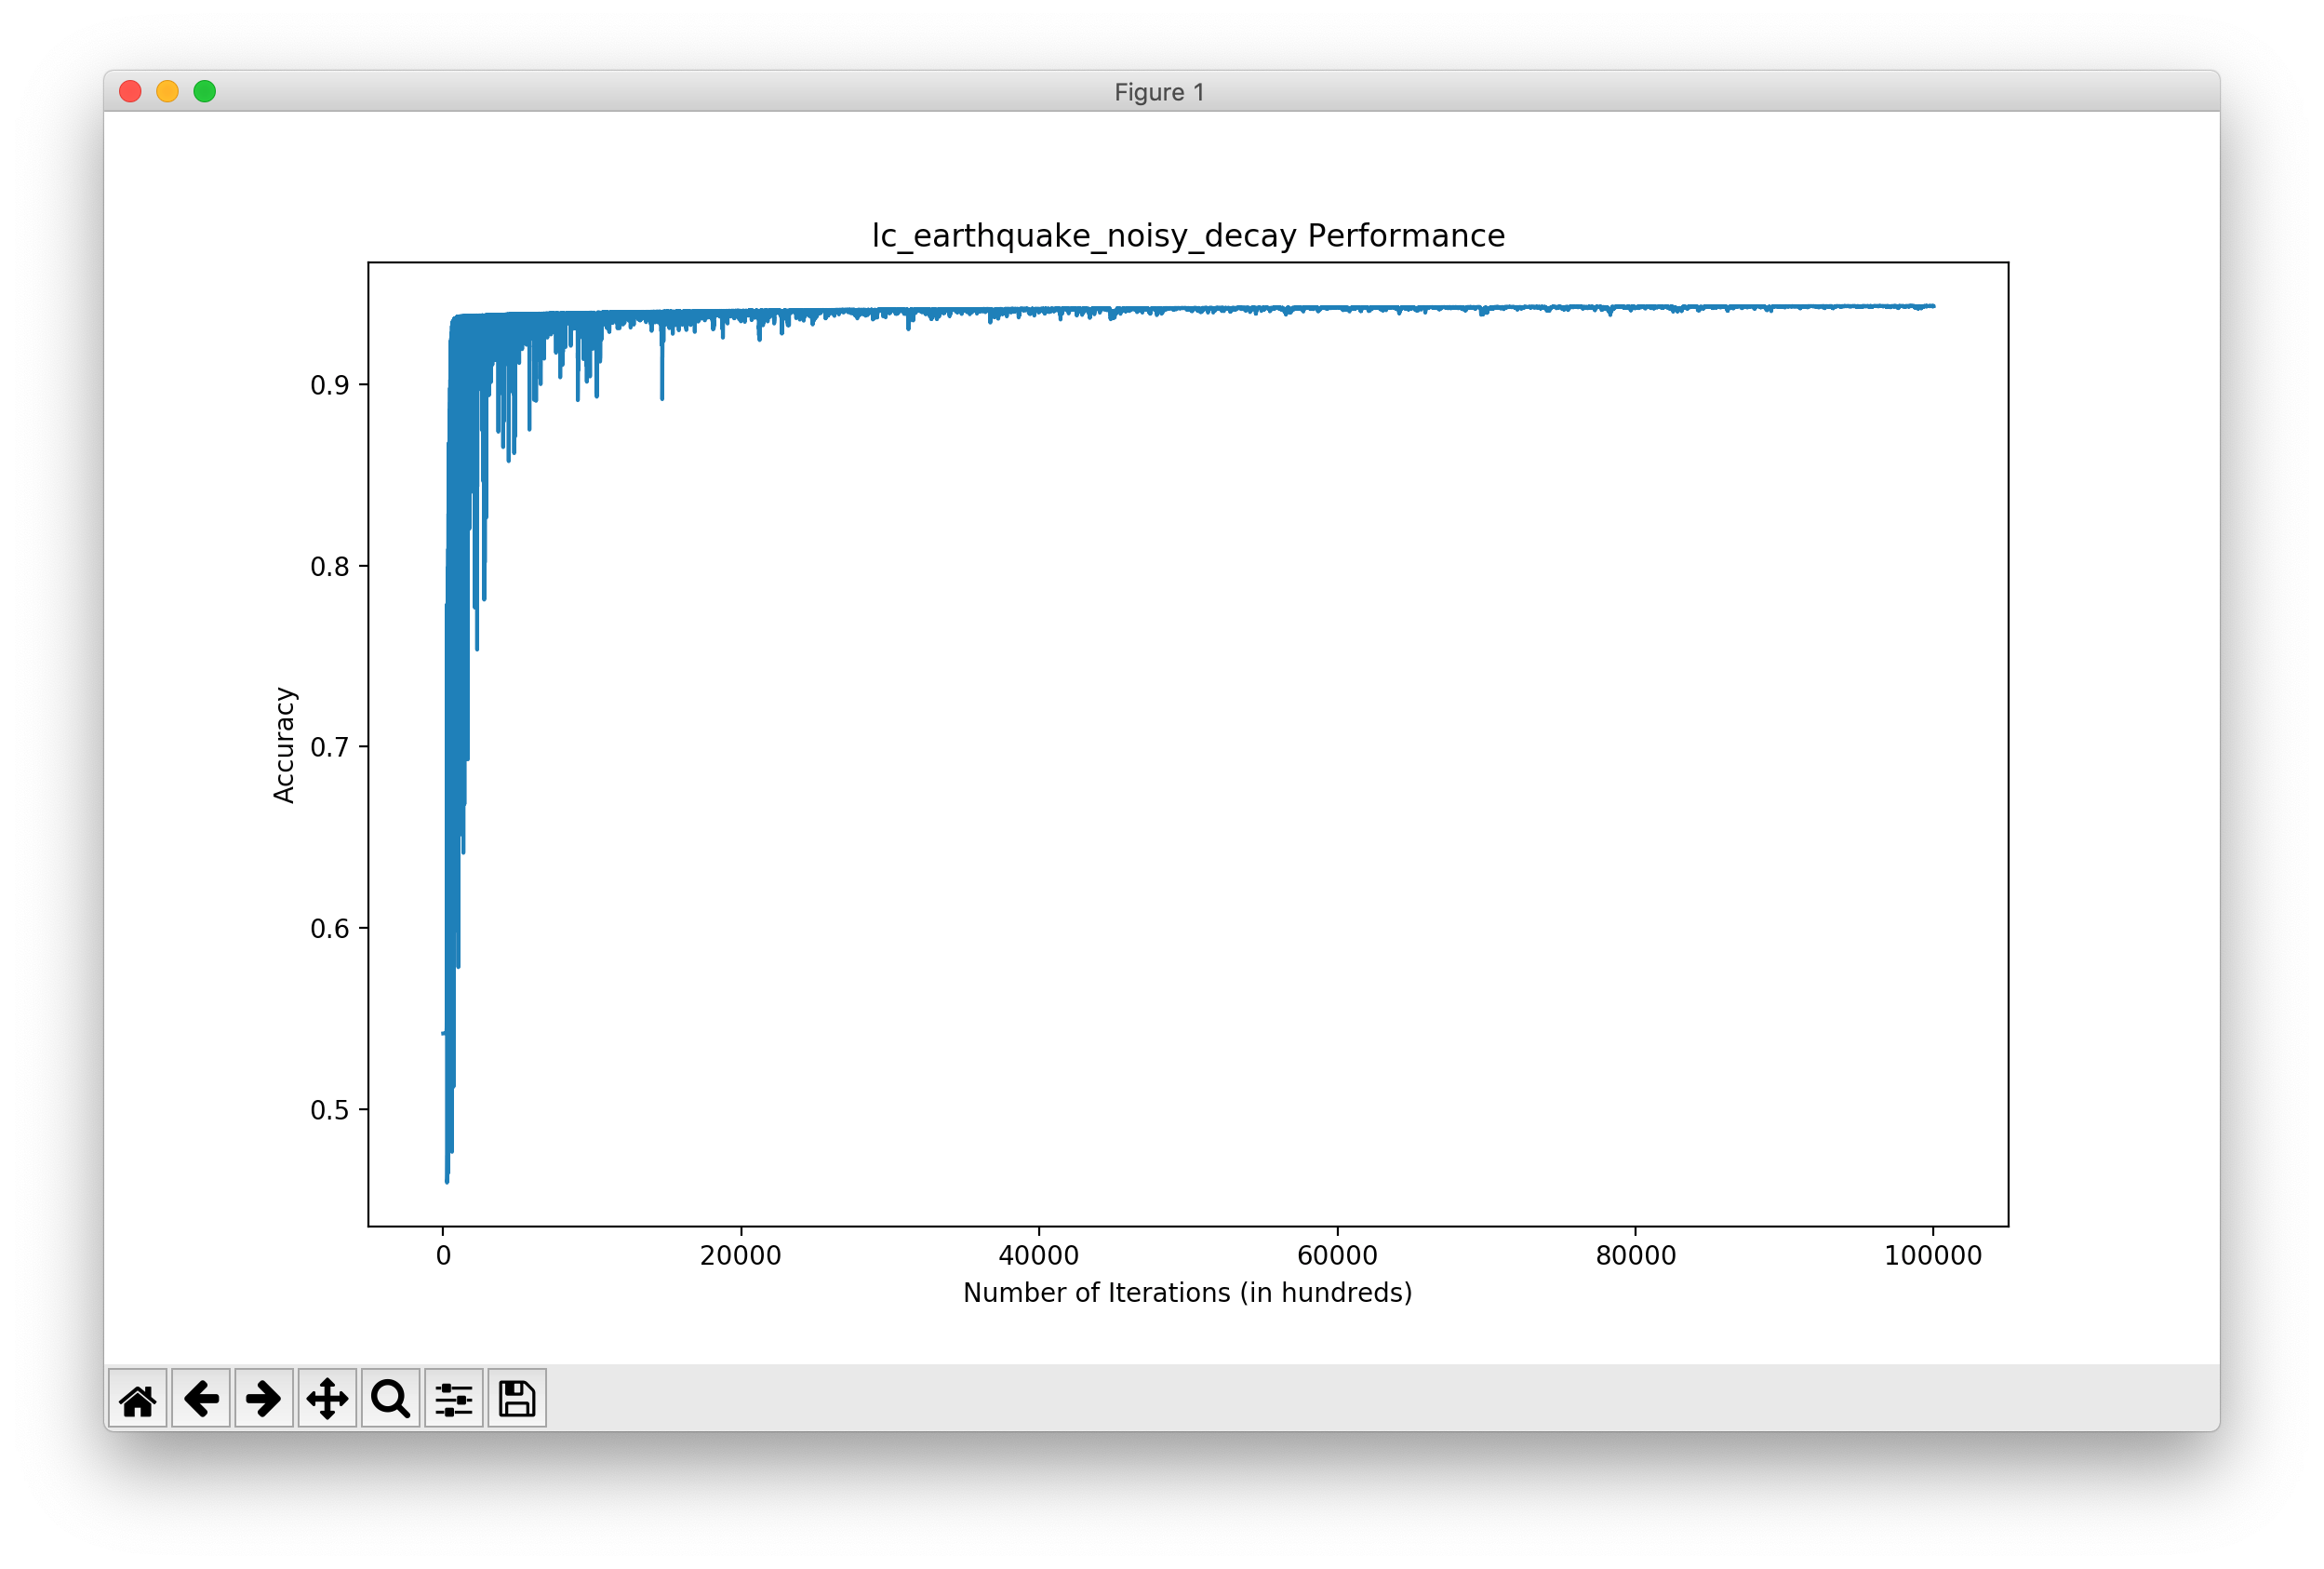 Figure 1
lc_earthquake_noisy_decay Performance
Accuracy
0.9
0.8
0.7
0.6
0.5
0 20000 40000 60000 80000 100000
Number of Iterations (in hundreds)